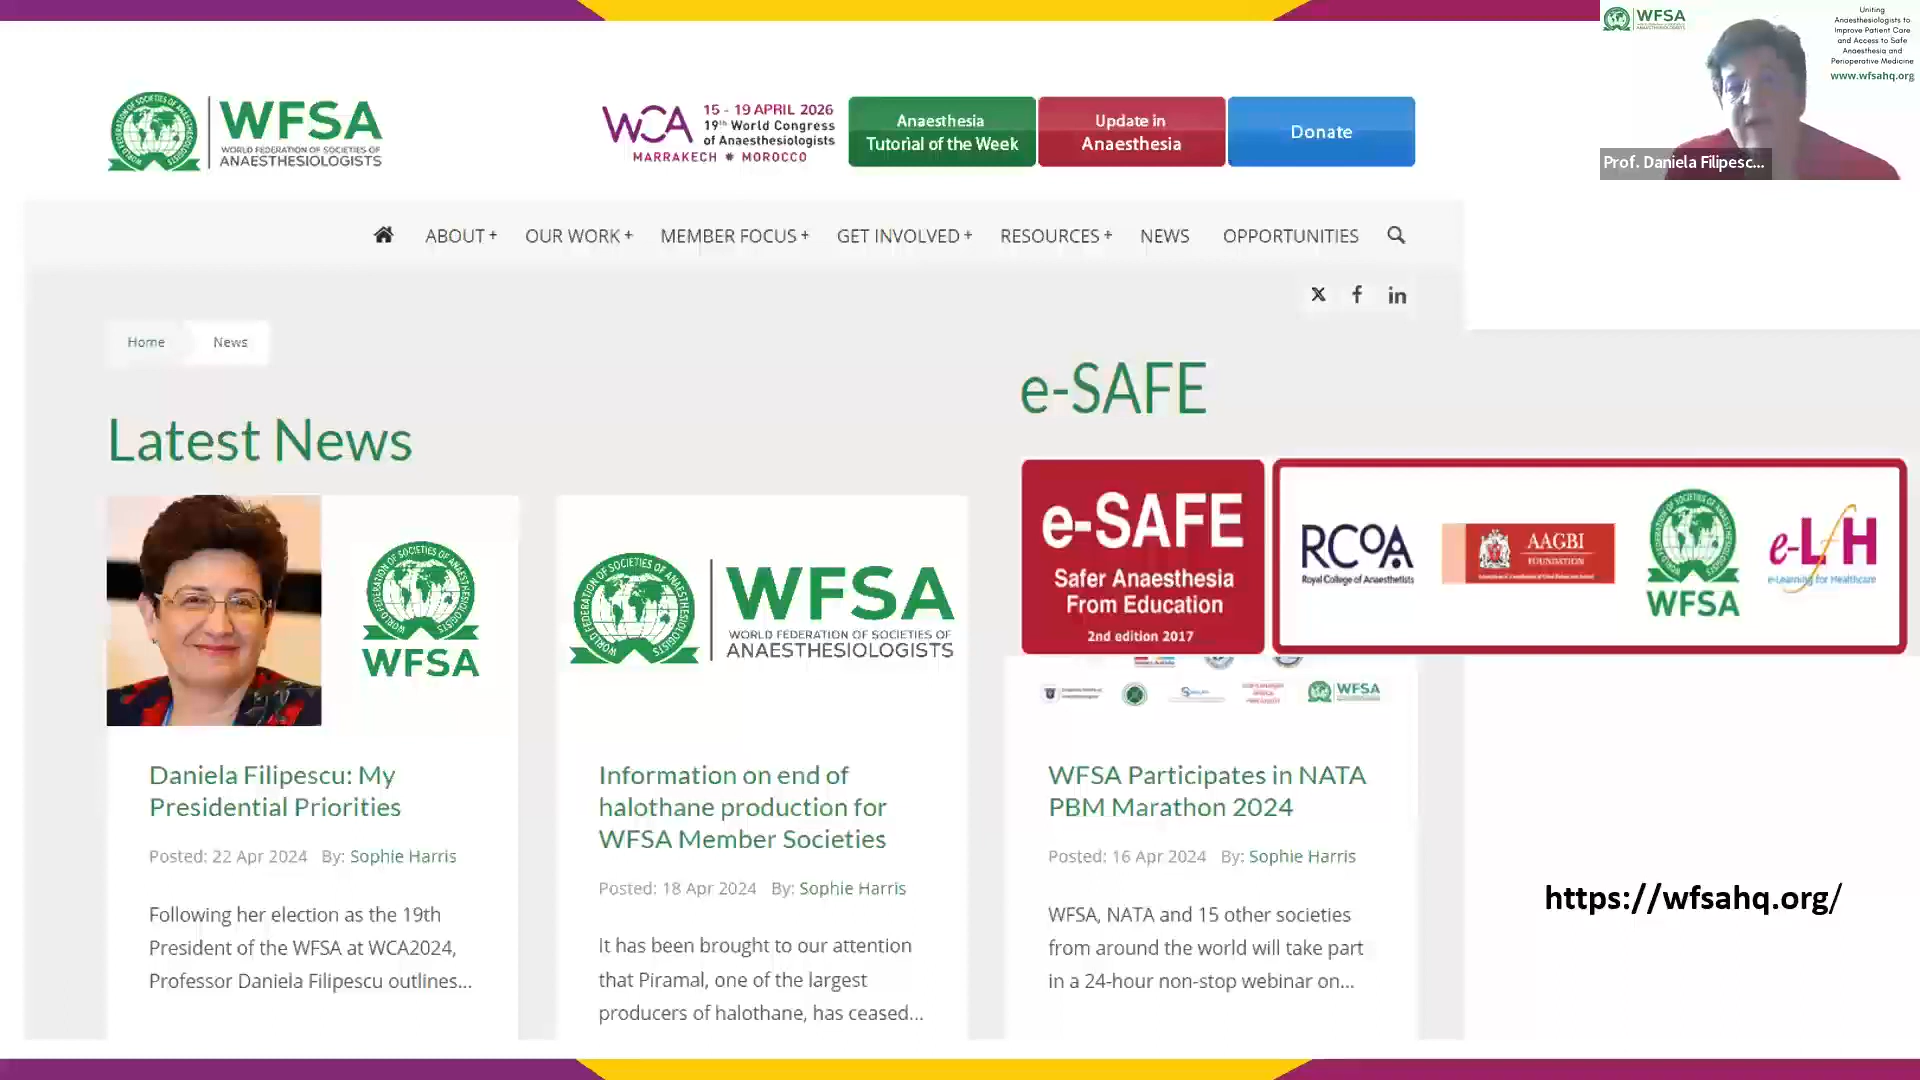 WFSA
WORLD FEDERATION OF SOCIETIES OF
ANAESTHESIOLOGISTS
WCA
15 - 19 APRIL 2026
19th World Congress
of Anaesthesiologists
MARRAKECH MOROCCO
Anaesthesia
Tutorial of the Week
Update in
Anaesthesia
Donate
WFSA
ANAESTHESIOLOGISTS
Uniting
Anaesthesiologists to
Improve Patient Care
and Access to Safe
Anaesthesia and
Perioperative Medicine
www.wfsahq.org
Prof. Daniela Filipesc...
ABOUT +
OUR WORK +
MEMBER FOCUS +
GET INVOLVED +
RESOURCES +
NEWS
OPPORTUNITIES
X f in
Home
News
Latest News
e-SAFE
e-SAFE
Safer Anaesthesia
From Education
2nd edition 2017
RCOA
Royal College of Anaesthetists
AAGBI
FOUNDATION
WORLD FEDERATION OF SOCIETIES OF ANAESTHESIOLOGISTS
WFSA
e-LfH
e-Learning for Healthcare
WFSA
WFSA
WORLD FEDERATION OF SOCIETIES OF
ANAESTHESIOLOGISTS
WFSA
Daniela Filipescu: My
Presidential Priorities
Posted: 22 Apr 2024 By: Sophie Harris
Following her election as the 19th
President of the WFSA at WCA2024,
Professor Daniela Filipescu outlines...
Information on end of
halothane production for
WFSA Member Societies
Posted: 18 Apr 2024 By: Sophie Harris
It has been brought to our attention
that Piramal, one of the largest
producers of halothane, has ceased...
WFSA Participates in NATA
PBM Marathon 2024
Posted: 16 Apr 2024 By: Sophie Harris
WFSA, NATA and 15 other societies
from around the world will take part
in a 24-hour non-stop webinar on...
https://wfsahq.org/